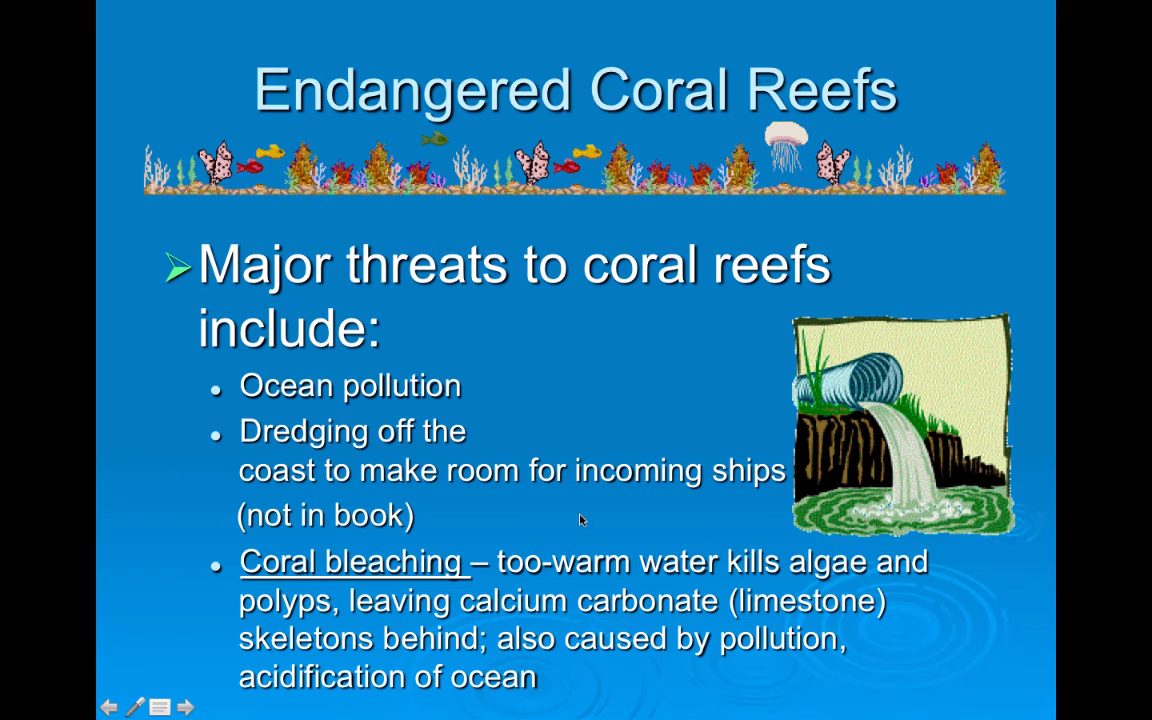 Endangered Coral Reefs
Major threats to coral reefs
include:
Ocean pollution
Dredging off the
coast to make room for incoming ships
(not in book)
Coral bleaching – too-warm water kills algae and
polyps, leaving calcium carbonate (limestone)
skeletons behind; also caused by pollution,
acidification of ocean